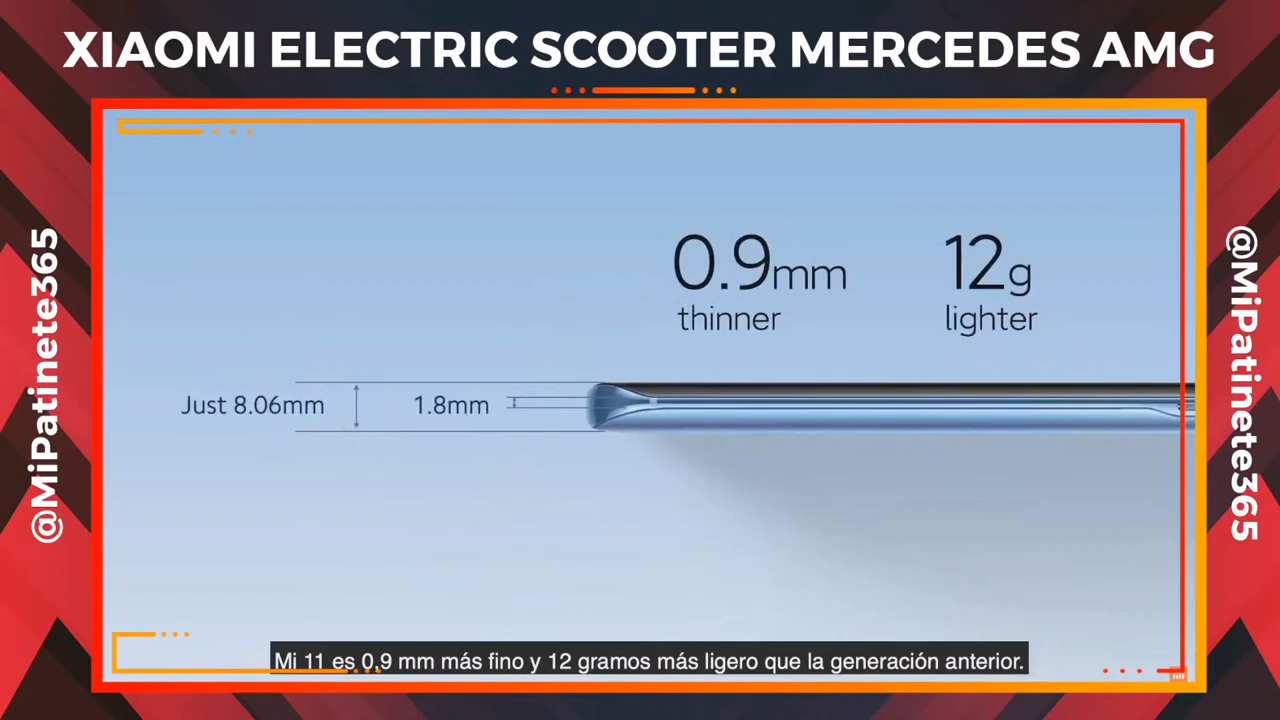 XIAOMI ELECTRIC SCOOTER MERCEDES AMG
@MiPatinete365
0.9mm
thinner
12g
lighter
Just 8.06mm
1.8mm
@MiPatinete365
Mi 11 es 0,9 mm más fino y 12 gramos más ligero que la generación anterior.
mi